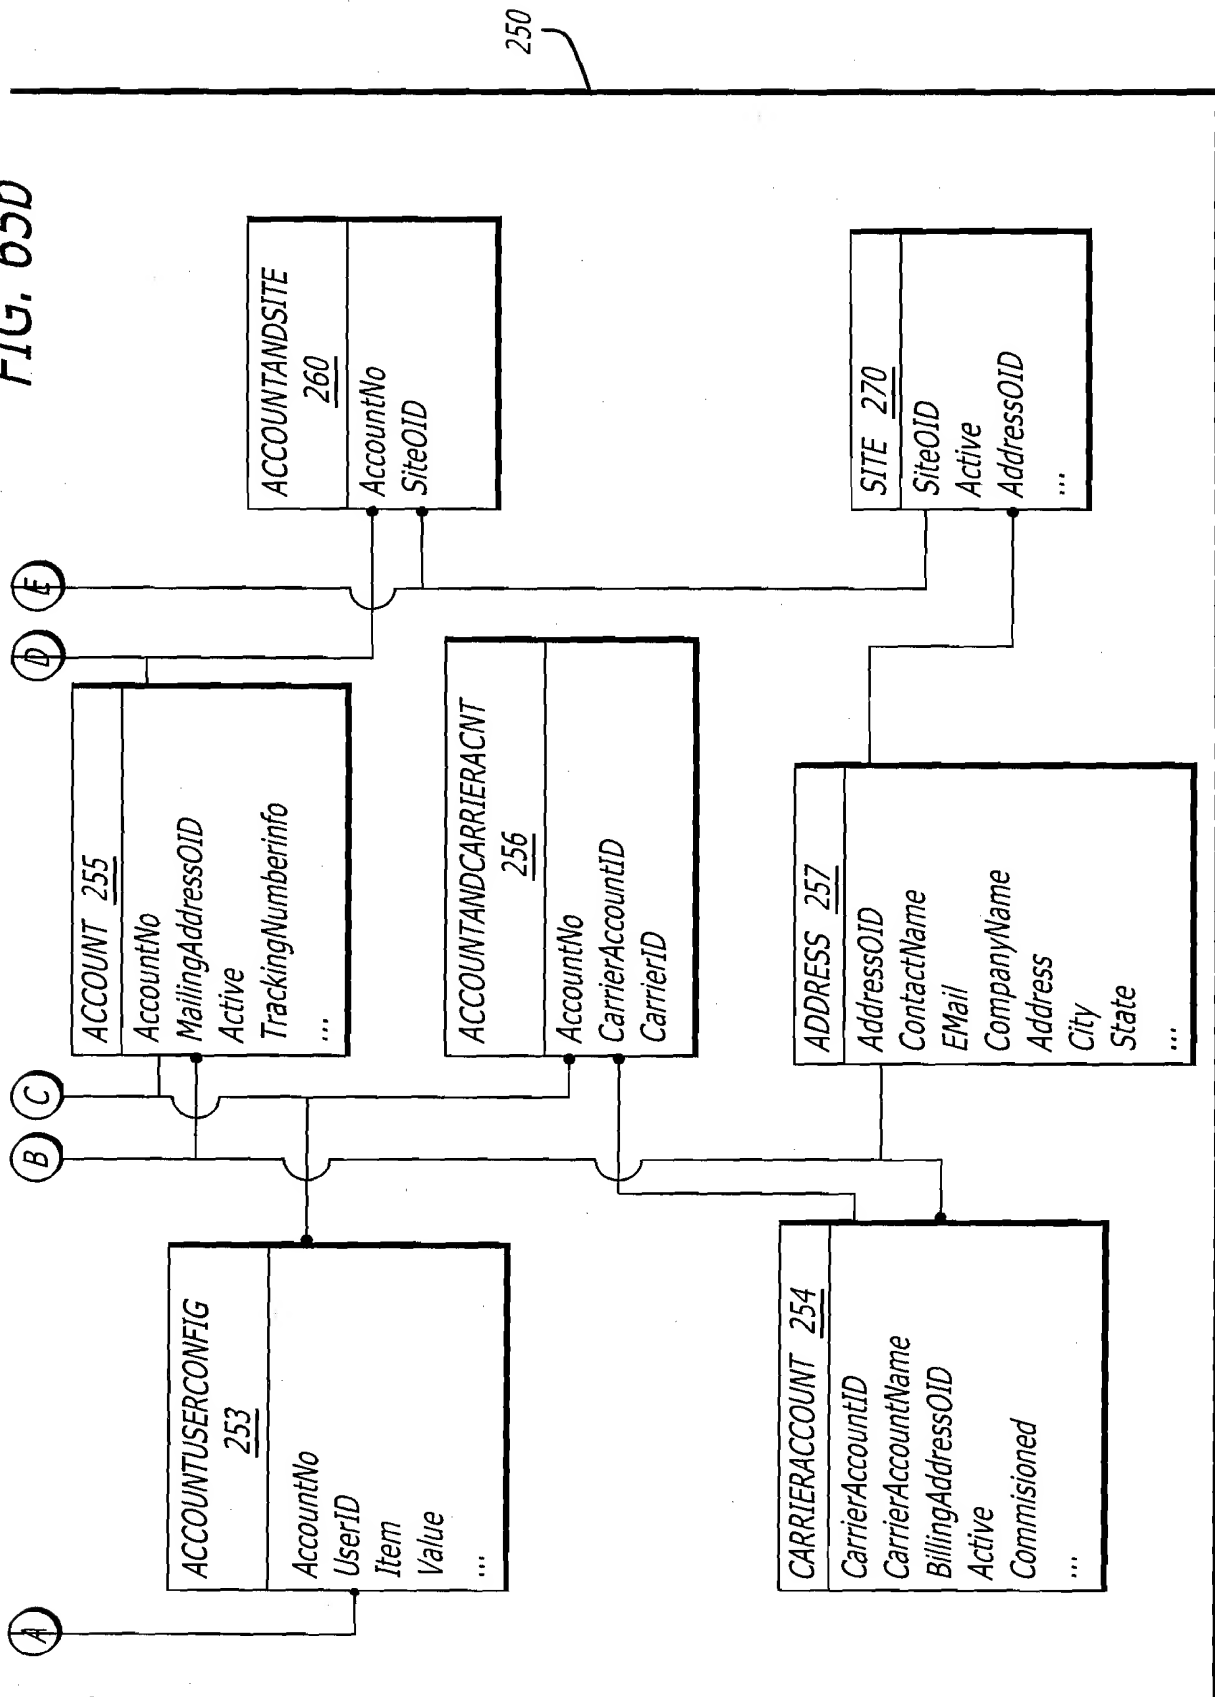 FIG.
A
B
C
D
E
ACCOUNT 255
AccountNo
MailingAddressOID
Active
TrackingNumberinfo
...
ACCOUNTUSERCONFIG
253
AccountNo
UserID
Item
Value
...
ACCOUNTANDSITE
260
AccountNo
SiteOID
250
ACCOUNTANDCARRIERACNT
256
AccountNo
CarrierAccountID
CarrierID
CARRIERACCOUNT 254
CarrierAccountID
CarrierAccountName
BillingAddressOID
Active
Commisioned
...
ADDRESS 257
AddressOID
ContactName
EMail
CompanyName
Address
City
State
...
SITE 270
SiteOID
Active
AddressOID
...